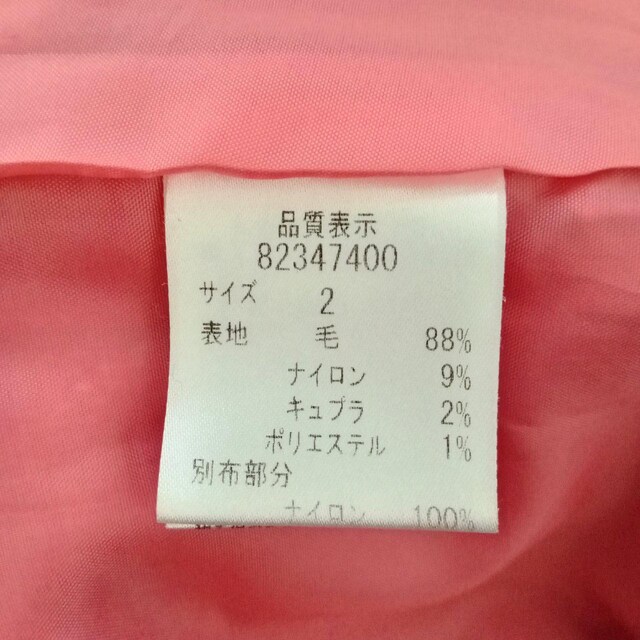 品質表示
82347400
サイズ 2
表地 毛 88%
ナイロン 9%
キュプラ 2%
ポリエステル 1%
別布部分
ナイロン 100%